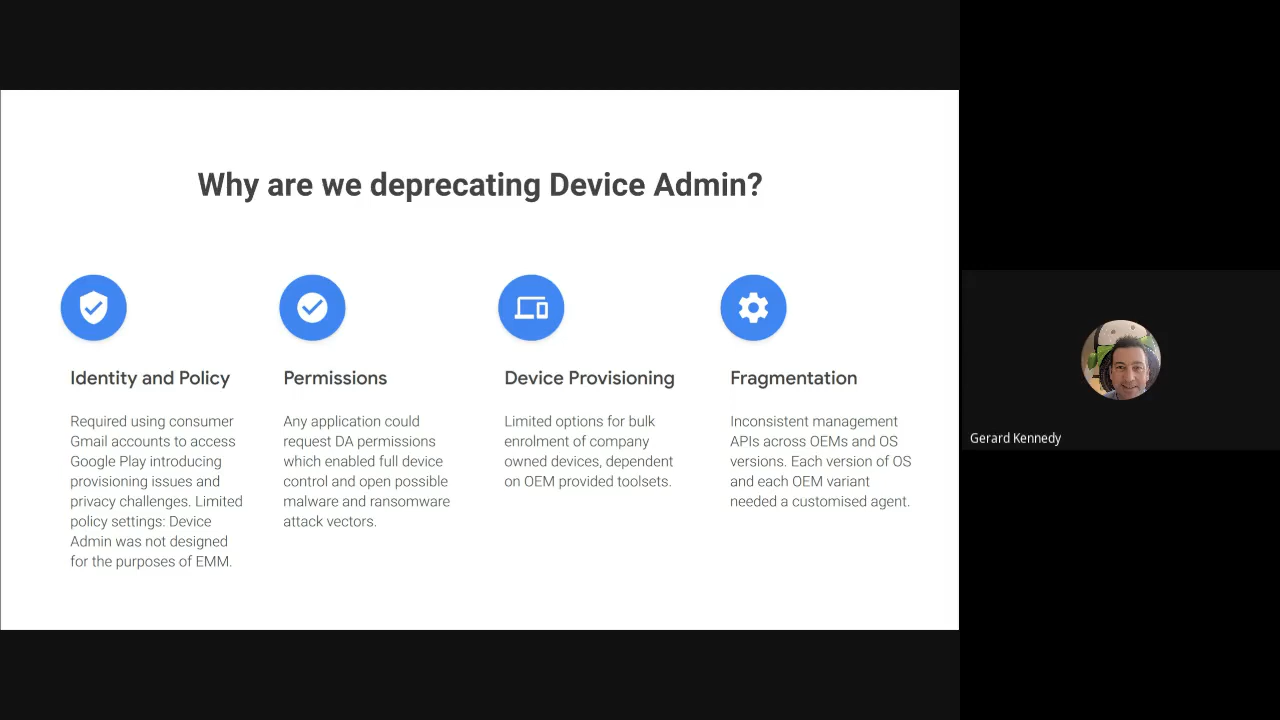 Why are we deprecating Device Admin?
Identity and Policy
Required using consumer
Gmail accounts to access
Google Play introducing
provisioning issues and
privacy challenges. Limited
policy settings: Device
Admin was not designed
for the purposes of EMM.
Permissions
Any application could
request DA permissions
which enabled full device
control and open possible
malware and ransomware
attack vectors.
Device Provisioning
Limited options for bulk
enrolment of company
owned devices, dependent
on OEM provided toolsets.
Fragmentation
Inconsistent management
APIs across OEMs and OS
versions. Each version of OS
and each OEM variant
needed a customised agent.
Gerard Kennedy